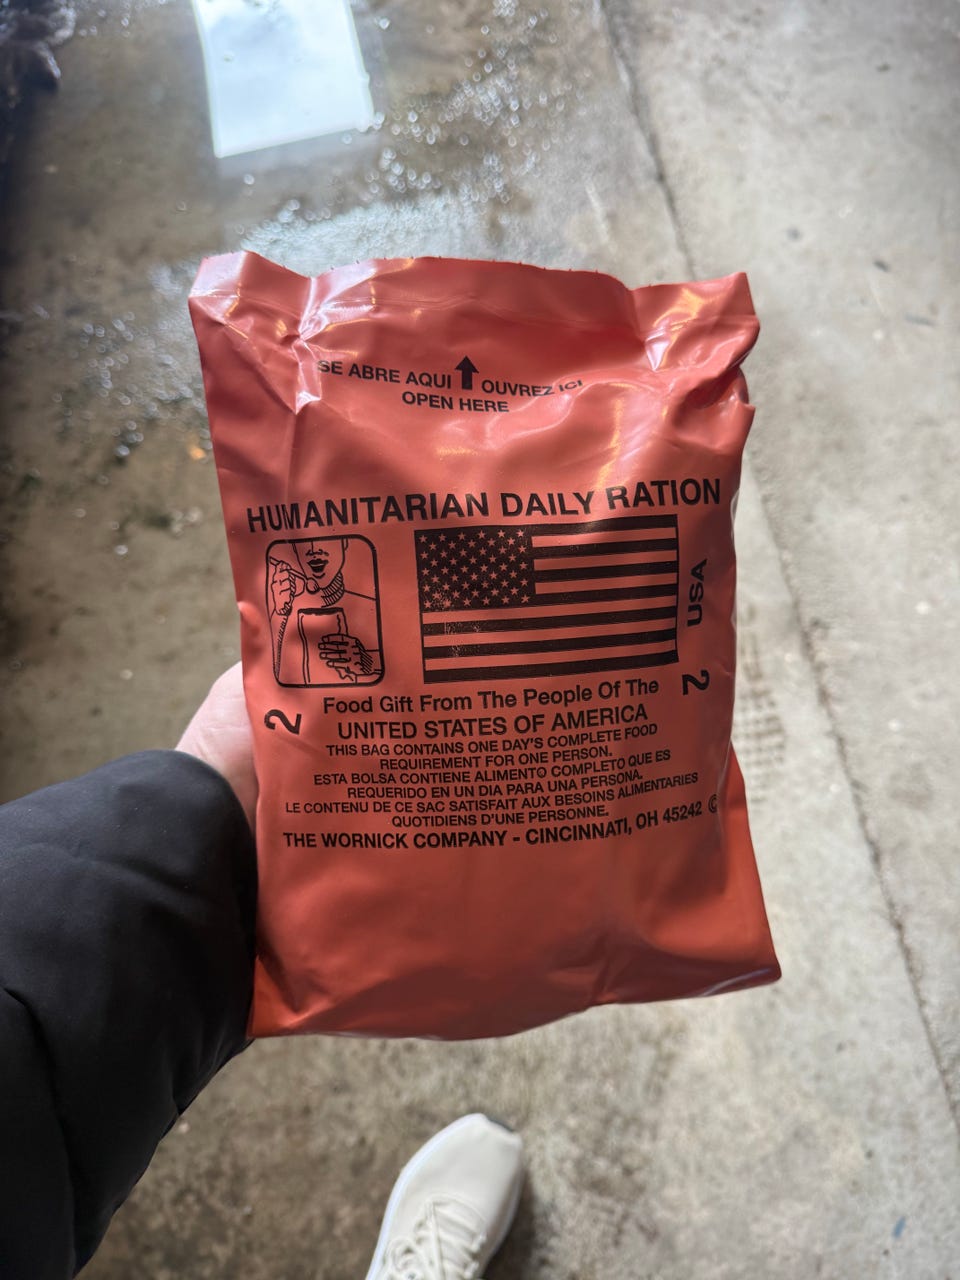 SE ABRE AQUI OUVREZ ICI
OPEN HERE
HUMANITARIAN DAILY RATION
USA
2
2
Food Gift From The People Of The
UNITED STATES OF AMERICA
THIS BAG CONTAINS ONE DAY'S COMPLETE FOOD
REQUIREMENT FOR ONE PERSON.
ESTA BOLSA CONTIENE ALIMENTO COMPLETO QUE ES
REQUERIDO EN UN DIA PARA UNA PERSONA.
LE CONTENU DE CE SAC SATISFAIT AUX BESOINS ALIMENTARIES
QUOTIDIENS D'UNE PERSONNE.
THE WORNICK COMPANY - CINCINNATI, OH 45242 ©